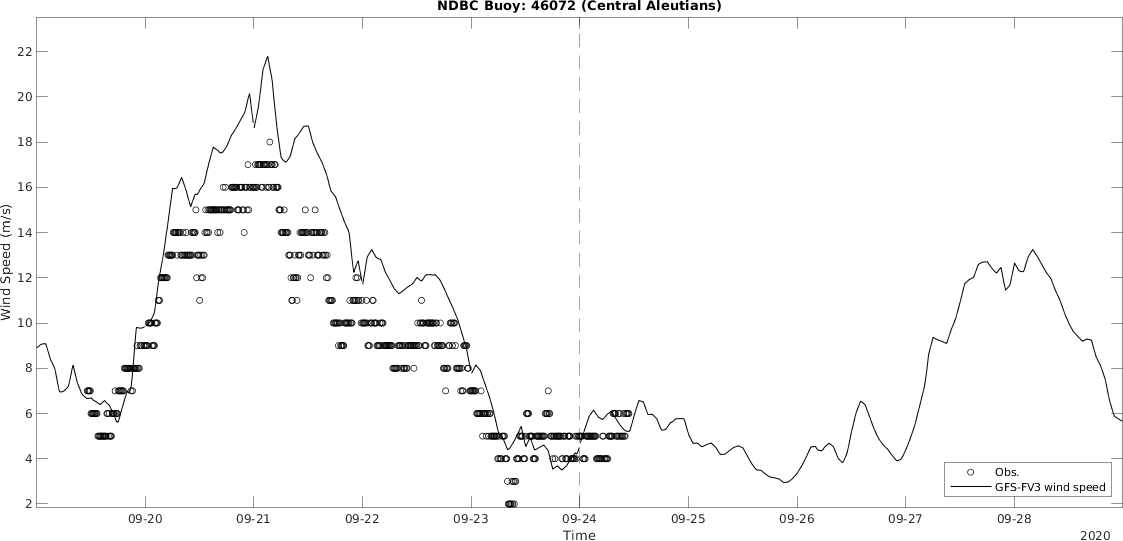 NDBC Buoy: 46072 (Central Aleutians)
Wind Speed (m/s)
22
20
18
16
14
12
10
8
6
4
2
Obs.
GFS-FV3 wind speed
09-20 09-21 09-22 09-23 09-24 09-25 09-26 09-27 09-28
Time
2020